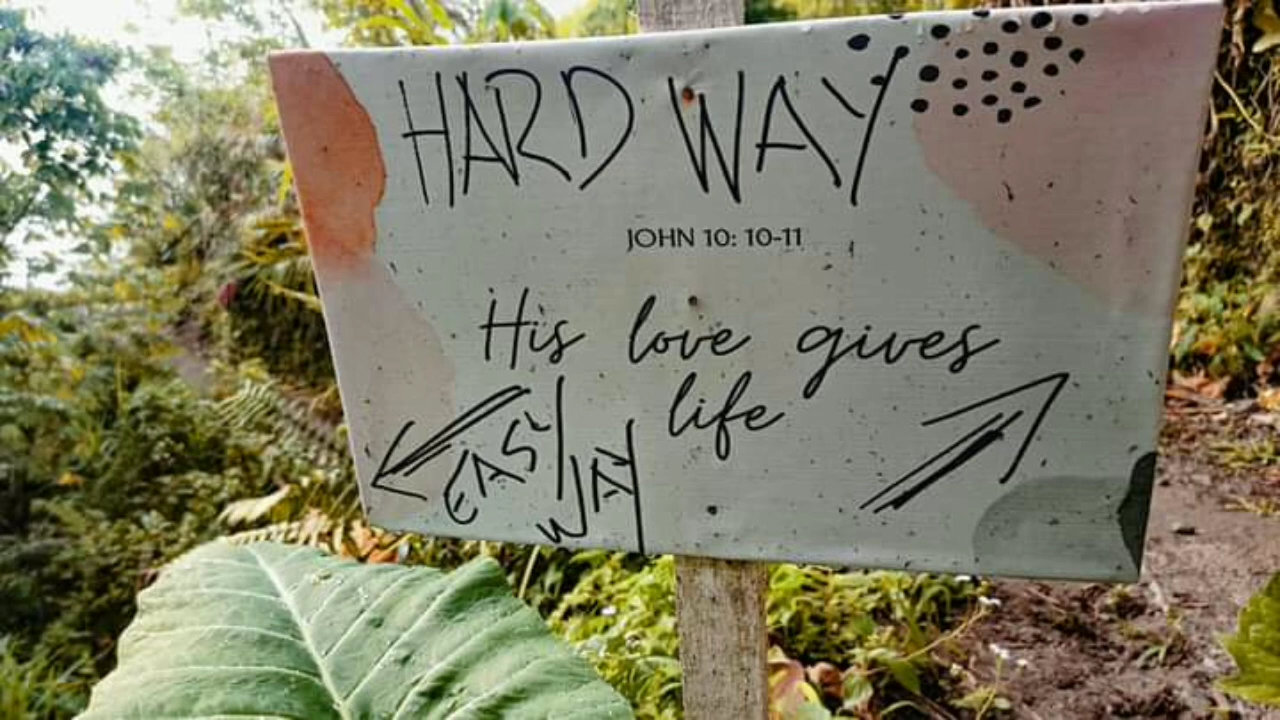 HARD WAY
JOHN 10: 10-11
His love gives
life
EASY
WAY